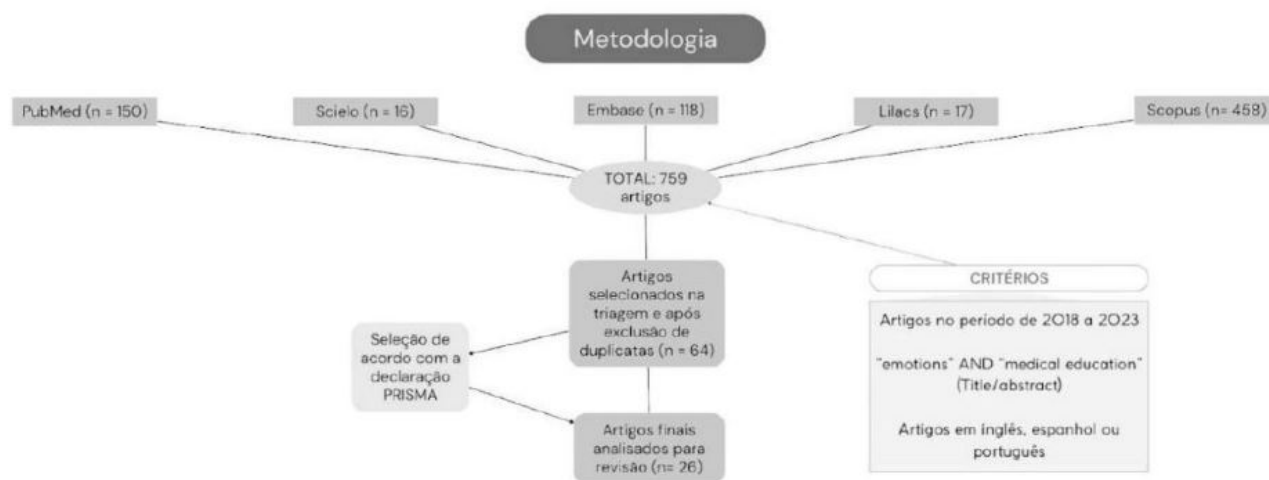 Metodologia
PubMed (n = 150)
Scielo (n = 16)
Embase (n = 118)
Lilacs (n = 17)
Scopus (n= 458)
TOTAL: 759
artigos
Artigos
selecionados na
triagem e após
exclusão de
duplicatas (n = 64)
Seleção de
acordo com a
declaração
PRISMA
Artigos finais
analisados para
revisão (n= 26)
CRITÉRIOS
Artigos no período de 2018 a 2023
"emotions" AND "medical education"
(Title/abstract)
Artigos em inglês, espanhol ou
português